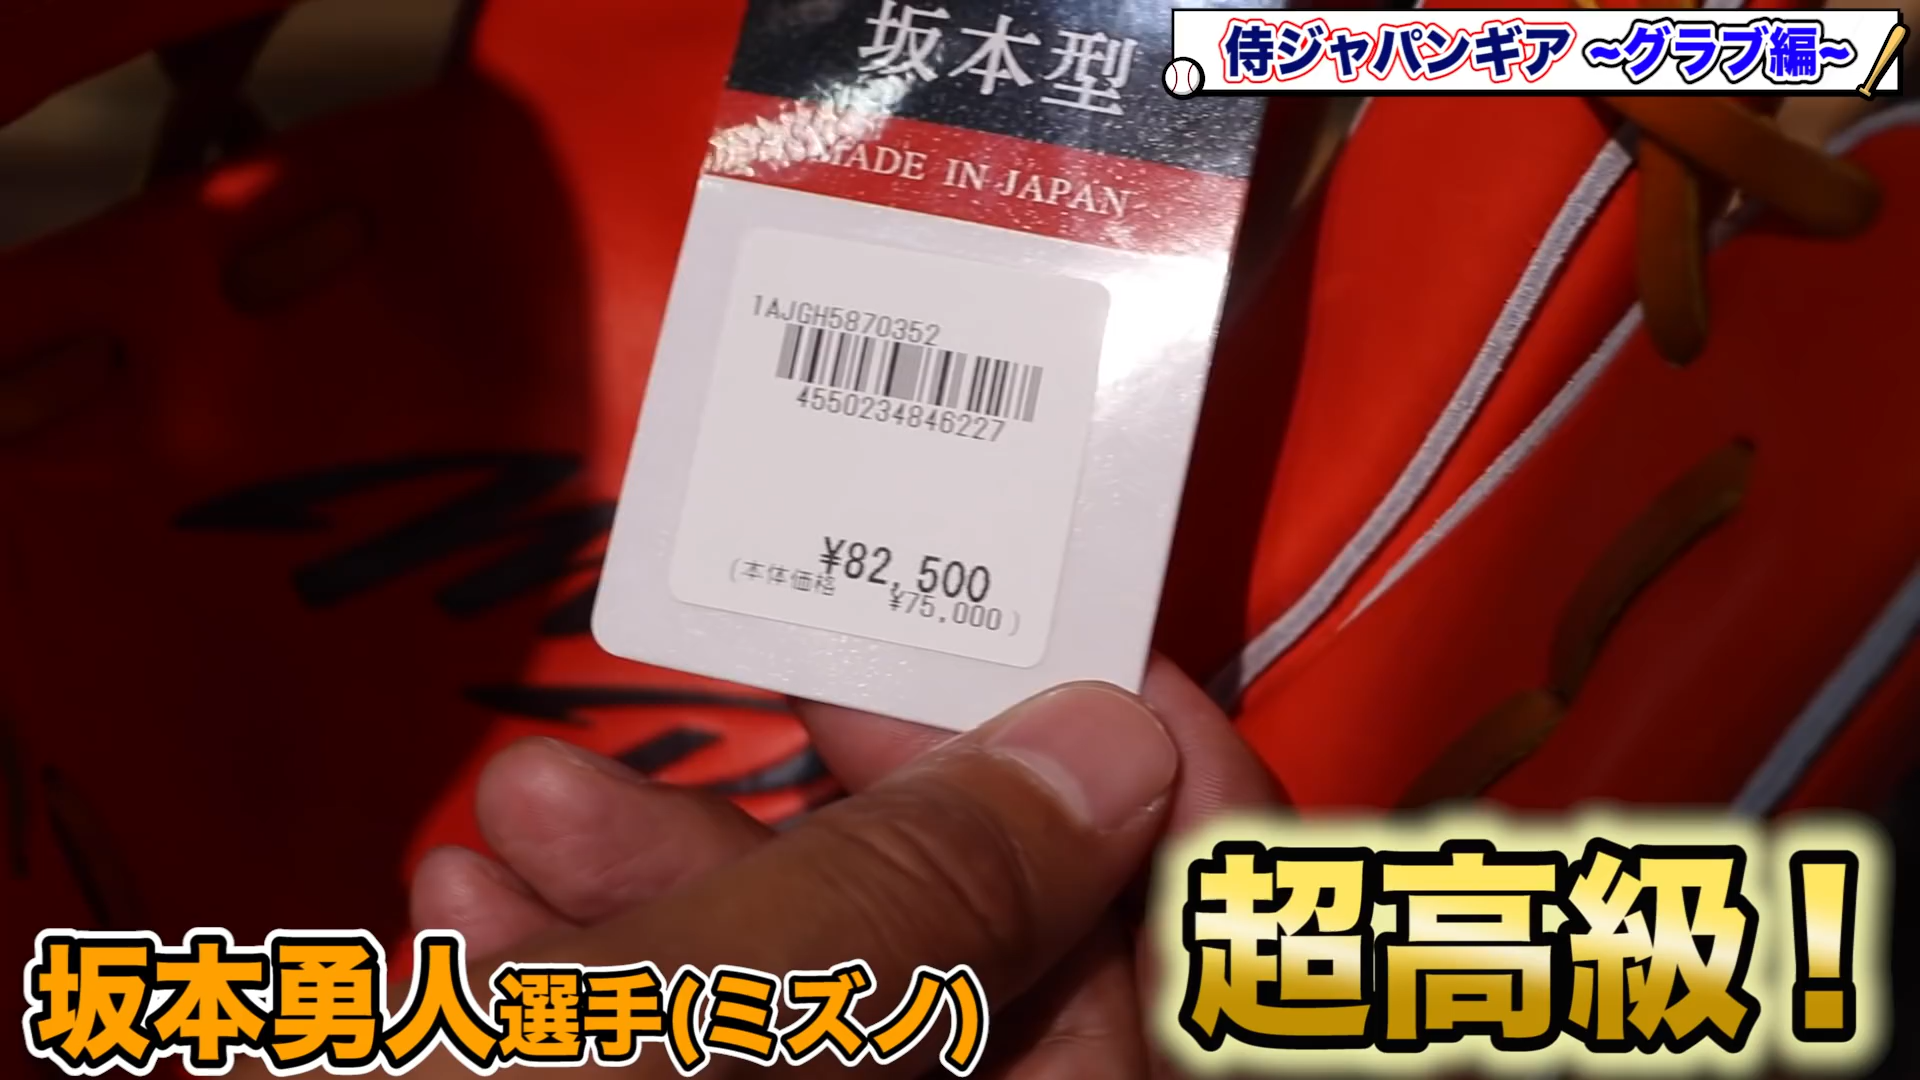 侍ジャパンギア ~グラブ編~
坂本型
MADE IN JAPAN
1AJGH5870352
4550234846227
¥82,500
(本体価格 ¥75,000)
超高級！
坂本勇人選手(ミズノ)